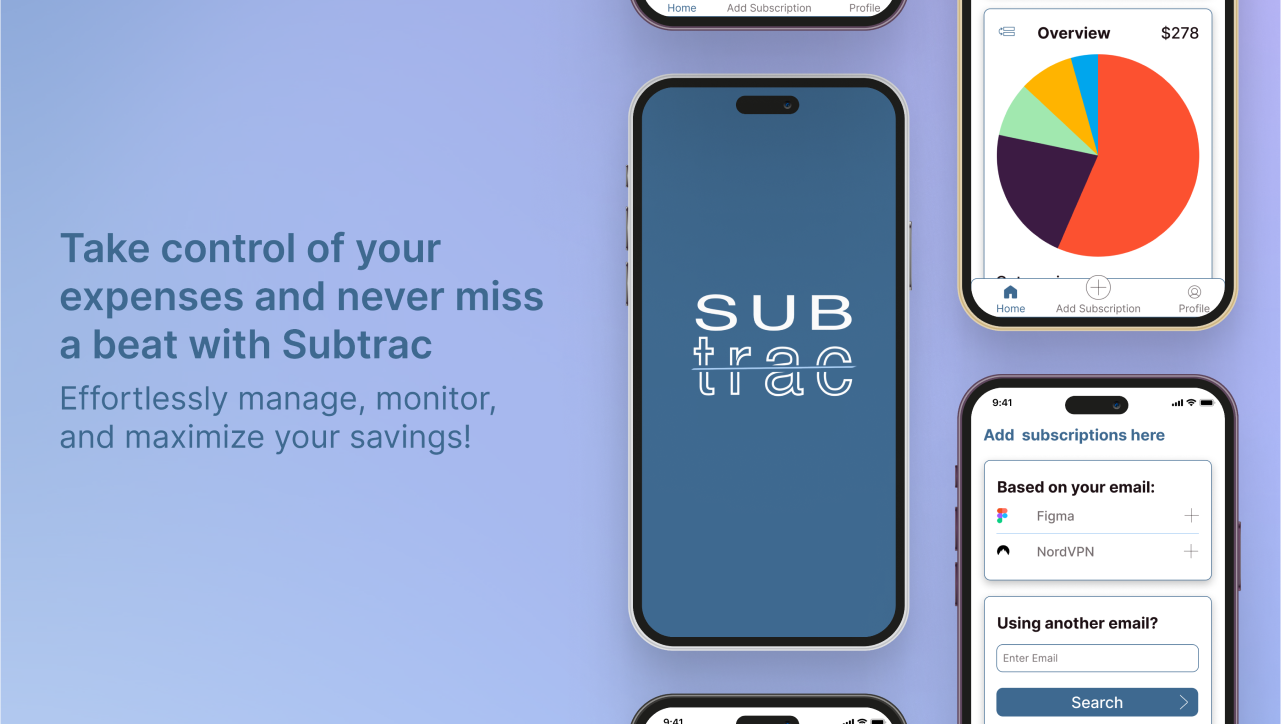 Take control of your
expenses and never miss
a beat with Subtrac
Effortlessly manage, monitor,
and maximize your savings!
Home
Add Subscription
Profile
SUB
trac
9:41
Overview
$278
Home
Add Subscription
Profile
9:41
Add subscriptions here
Based on your email:
Figma
NordVPN
Using another email?
Enter Email
Search